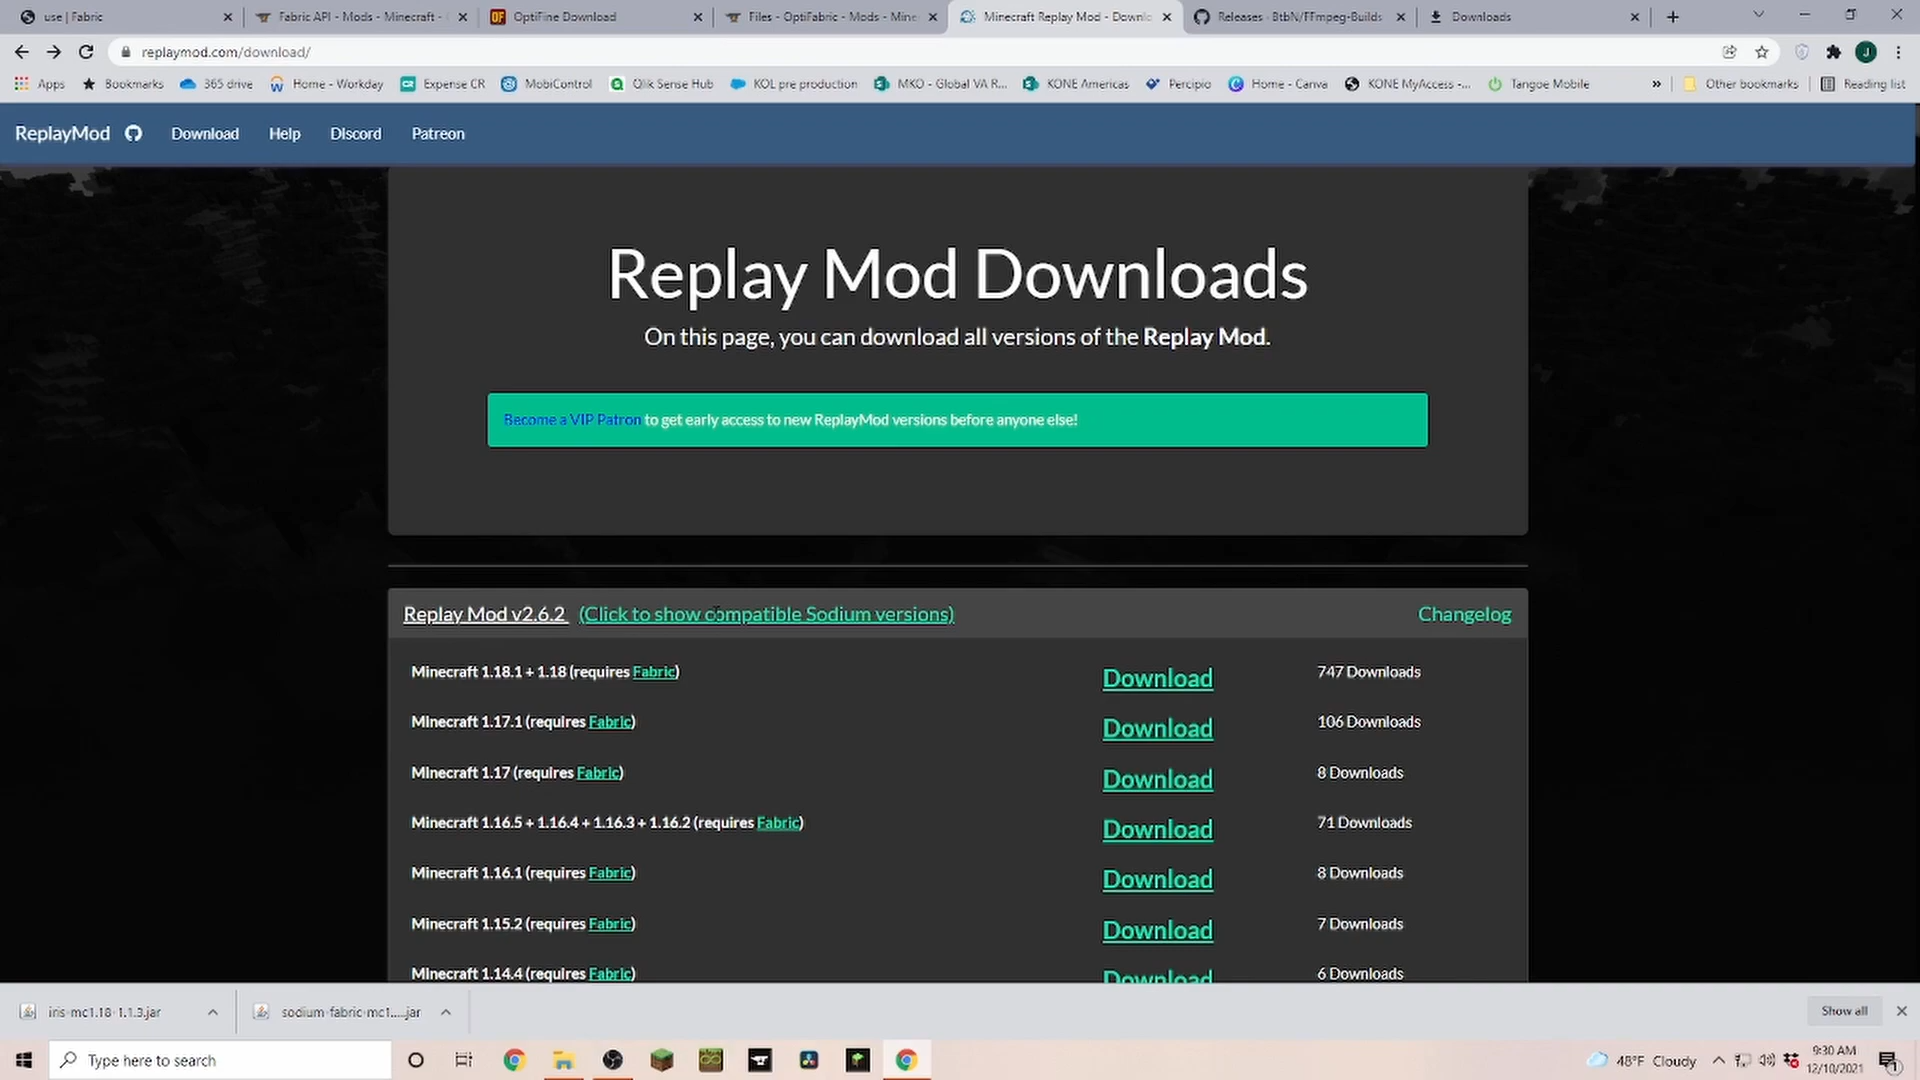 use | Fabric
Fabric API - Mods - Minecraft -
OptiFine Download
Files - OptiFabric - Mods - Mine
Minecraft Replay Mod - Downlo
Releases · BtbN/FFmpeg-Builds
Downloads
replaymod.com/download/
J
Apps
Bookmarks
365 drive
Home - Workday
Expense CR
MobiControl
Qlik Sense Hub
KOL pre production
MKO - Global VA R...
KONE Americas
Percipio
Home - Canva
KONE MyAccess -...
Tangoe Mobile
»
Other bookmarks
Reading list
ReplayMod
Download
Help
Discord
Patreon
Replay Mod Downloads
On this page, you can download all versions of the Replay Mod.
Become a VIP Patron to get early access to new ReplayMod versions before anyone else!
Replay Mod v2.6.2 (Click to show compatible Sodium versions)
Changelog
Minecraft 1.18.1 + 1.18 (requires Fabric)
Download
747 Downloads
Minecraft 1.17.1 (requires Fabric)
Download
106 Downloads
Minecraft 1.17 (requires Fabric)
Download
8 Downloads
Minecraft 1.16.5 + 1.16.4 + 1.16.3 + 1.16.2 (requires Fabric)
Download
71 Downloads
Minecraft 1.16.1 (requires Fabric)
Download
8 Downloads
Minecraft 1.15.2 (requires Fabric)
Download
7 Downloads
Minecraft 1.14.4 (requires Fabric)
Download
6 Downloads
iris-mc1.18-1.1.3.jar
sodium-fabric-mc1....jar
Show all
Type here to search
48°F Cloudy
9:30 AM
12/10/2021